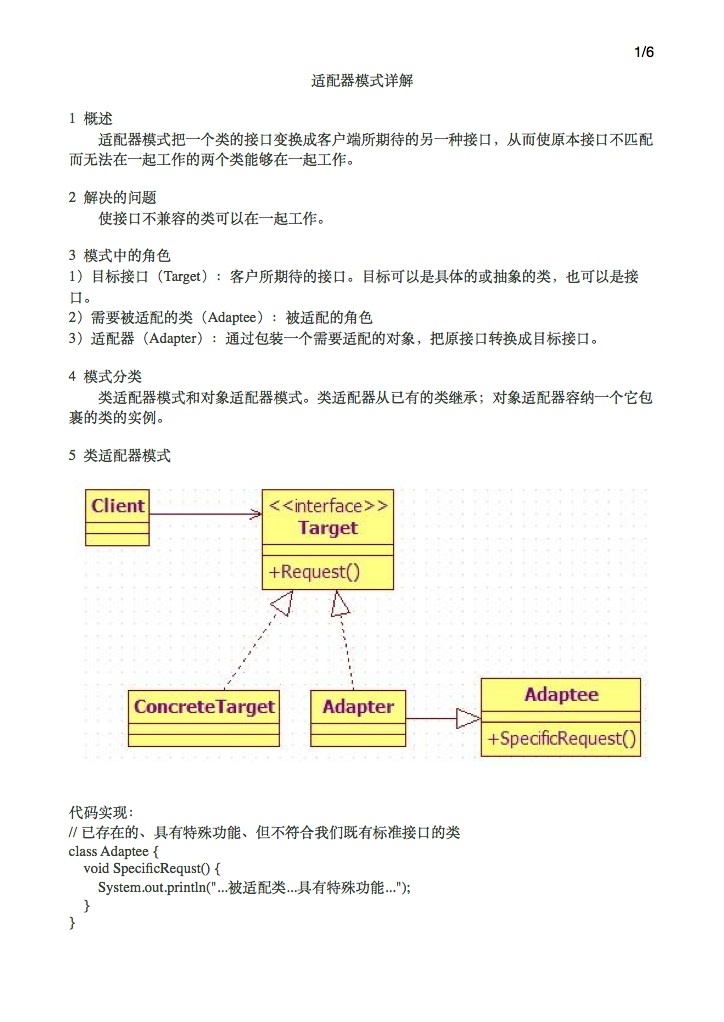 1/6
适配器模式详解
1 概述
适配器模式把一个类的接口变换成客户端所期待的另一种接口，从而使原本接口不匹配
而无法在一起工作的两个类能够在一起工作。
2 解决的问题
使接口不兼容的类可以在一起工作。
3 模式中的角色
1）目标接口（Target）：客户所期待的接口。目标可以是具体的或抽象的类，也可以是接
口。
2）需要被适配的类（Adaptee）：被适配的角色
3）适配器（Adapter）：通过包装一个需要适配的对象，把原接口转换成目标接口。
4 模式分类
类适配器模式和对象适配器模式。类适配器从已有的类继承；对象适配器容纳一个它包
裹的类的实例。
5 类适配器模式
Client
<<interface>>
Target
+Request()
ConcreteTarget
Adapter
Adaptee
+SpecificRequest()
代码实现：
// 已存在的、具有特殊功能、但不符合我们既有标准接口的类
class Adaptee {
void SpecificRequst() {
System.out.println("...被适配类...具有特殊功能...");
}
}